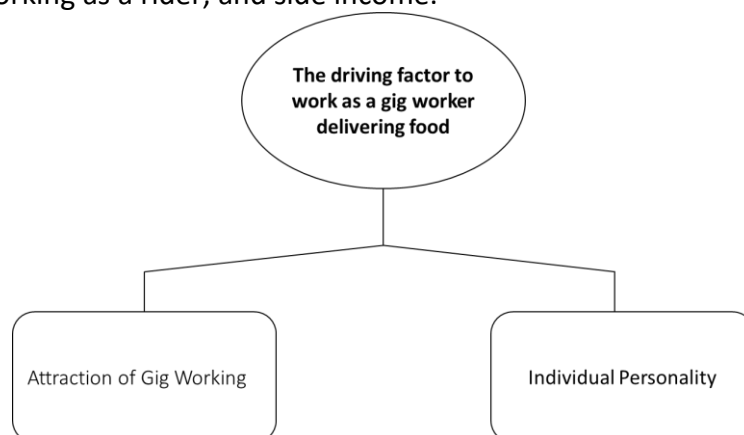 working as a rider, and side income.
The driving factor to
work as a gig worker
delivering food
Attraction of Gig Working
Individual Personality